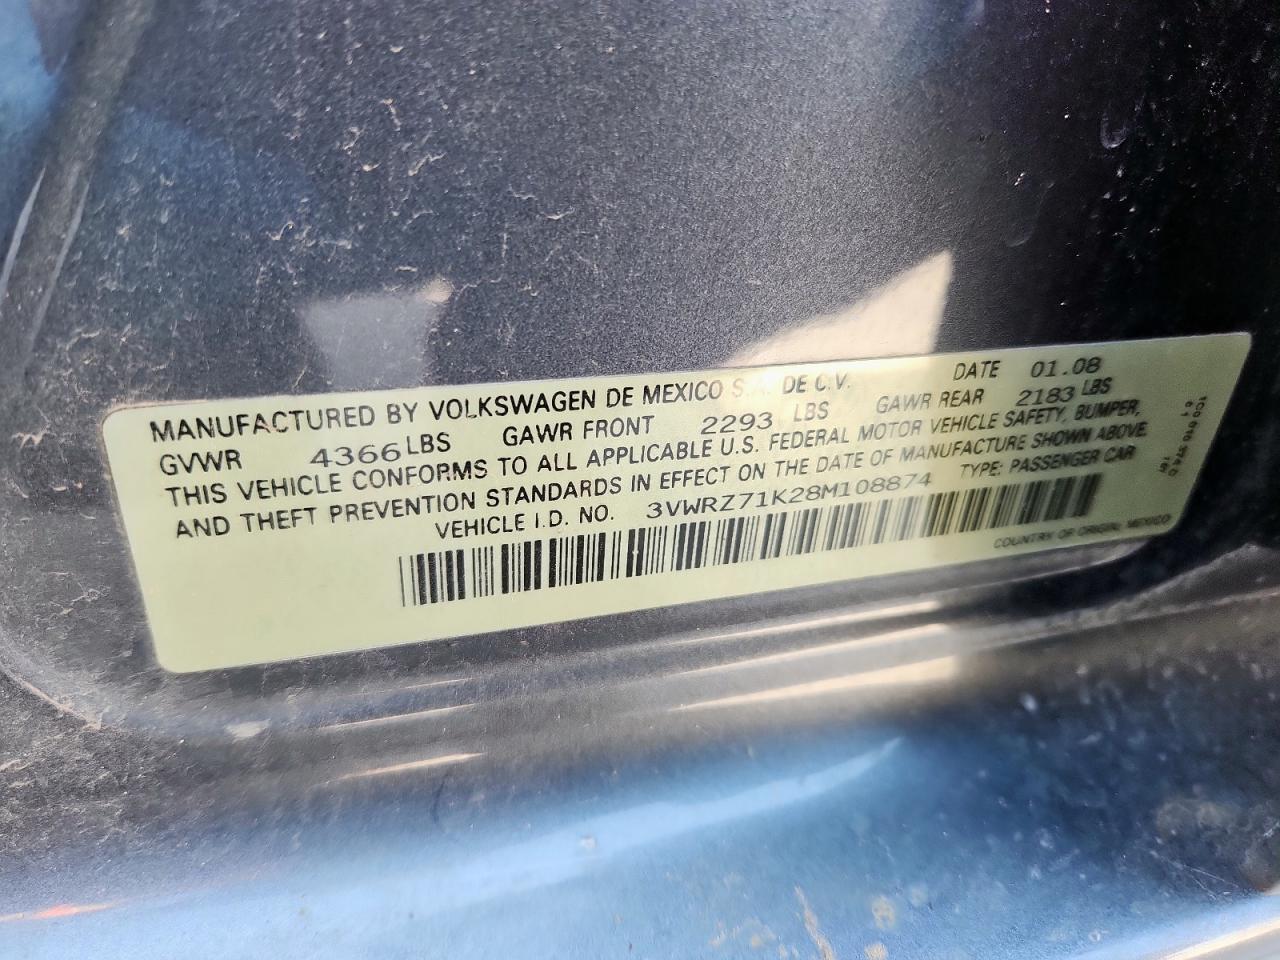 MANUFACTURED BY VOLKSWAGEN DE MEXICO S.A. DE C.V. DATE 01.08
GVWR 4366 LBS GAWR FRONT 2293 LBS GAWR REAR 2183 LBS
THIS VEHICLE CONFORMS TO ALL APPLICABLE U.S. FEDERAL MOTOR VEHICLE SAFETY, BUMPER,
AND THEFT PREVENTION STANDARDS IN EFFECT ON THE DATE OF MANUFACTURE SHOWN ABOVE
VEHICLE I.D. NO. 3VWRZ71K28M108874 TYPE: PASSENGER CAR
COUNTRY OF ORIGIN: MEXICO